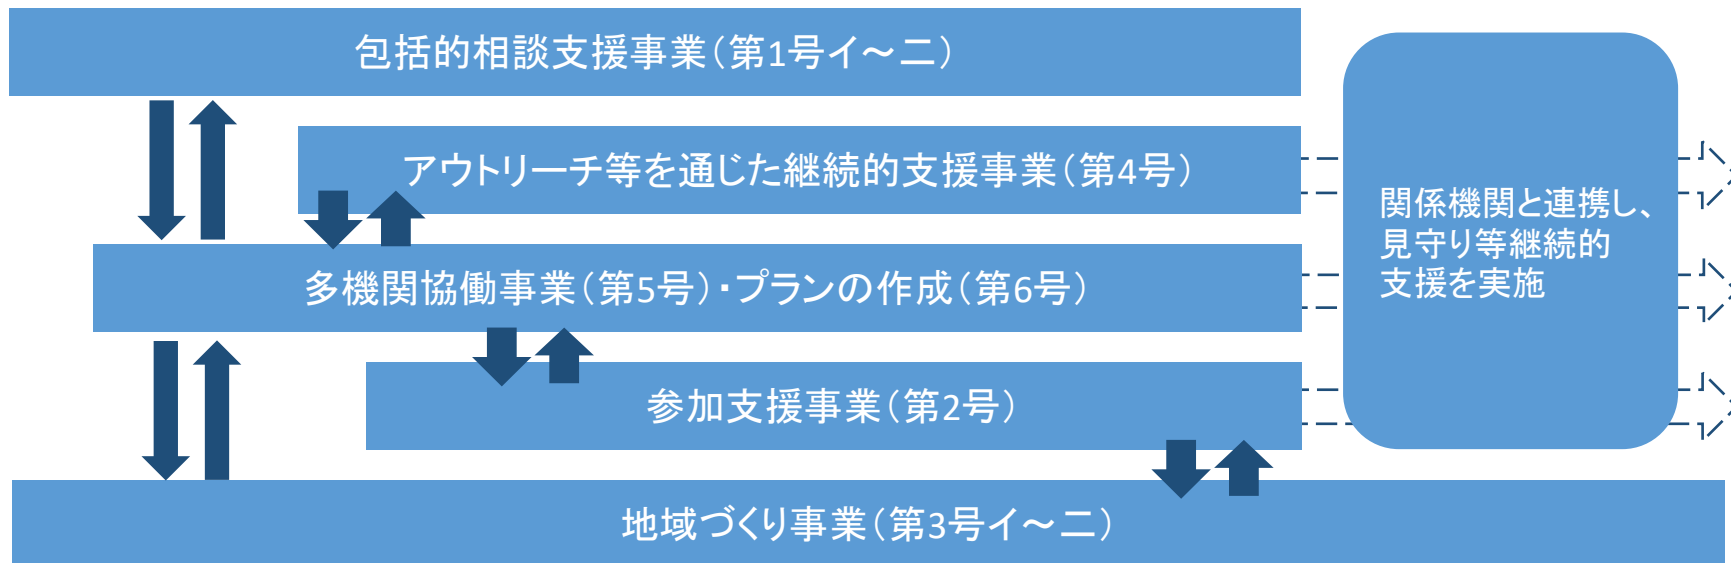 包括的相談支援事業（第1号イ～ニ）
アウトリーチ等を通じた継続的支援事業（第4号）
関係機関と連携し、
見守り等継続的
支援を実施
多機関協働事業（第5号）・プランの作成（第6号）
参加支援事業（第2号）
地域づくり事業（第3号イ～ニ）